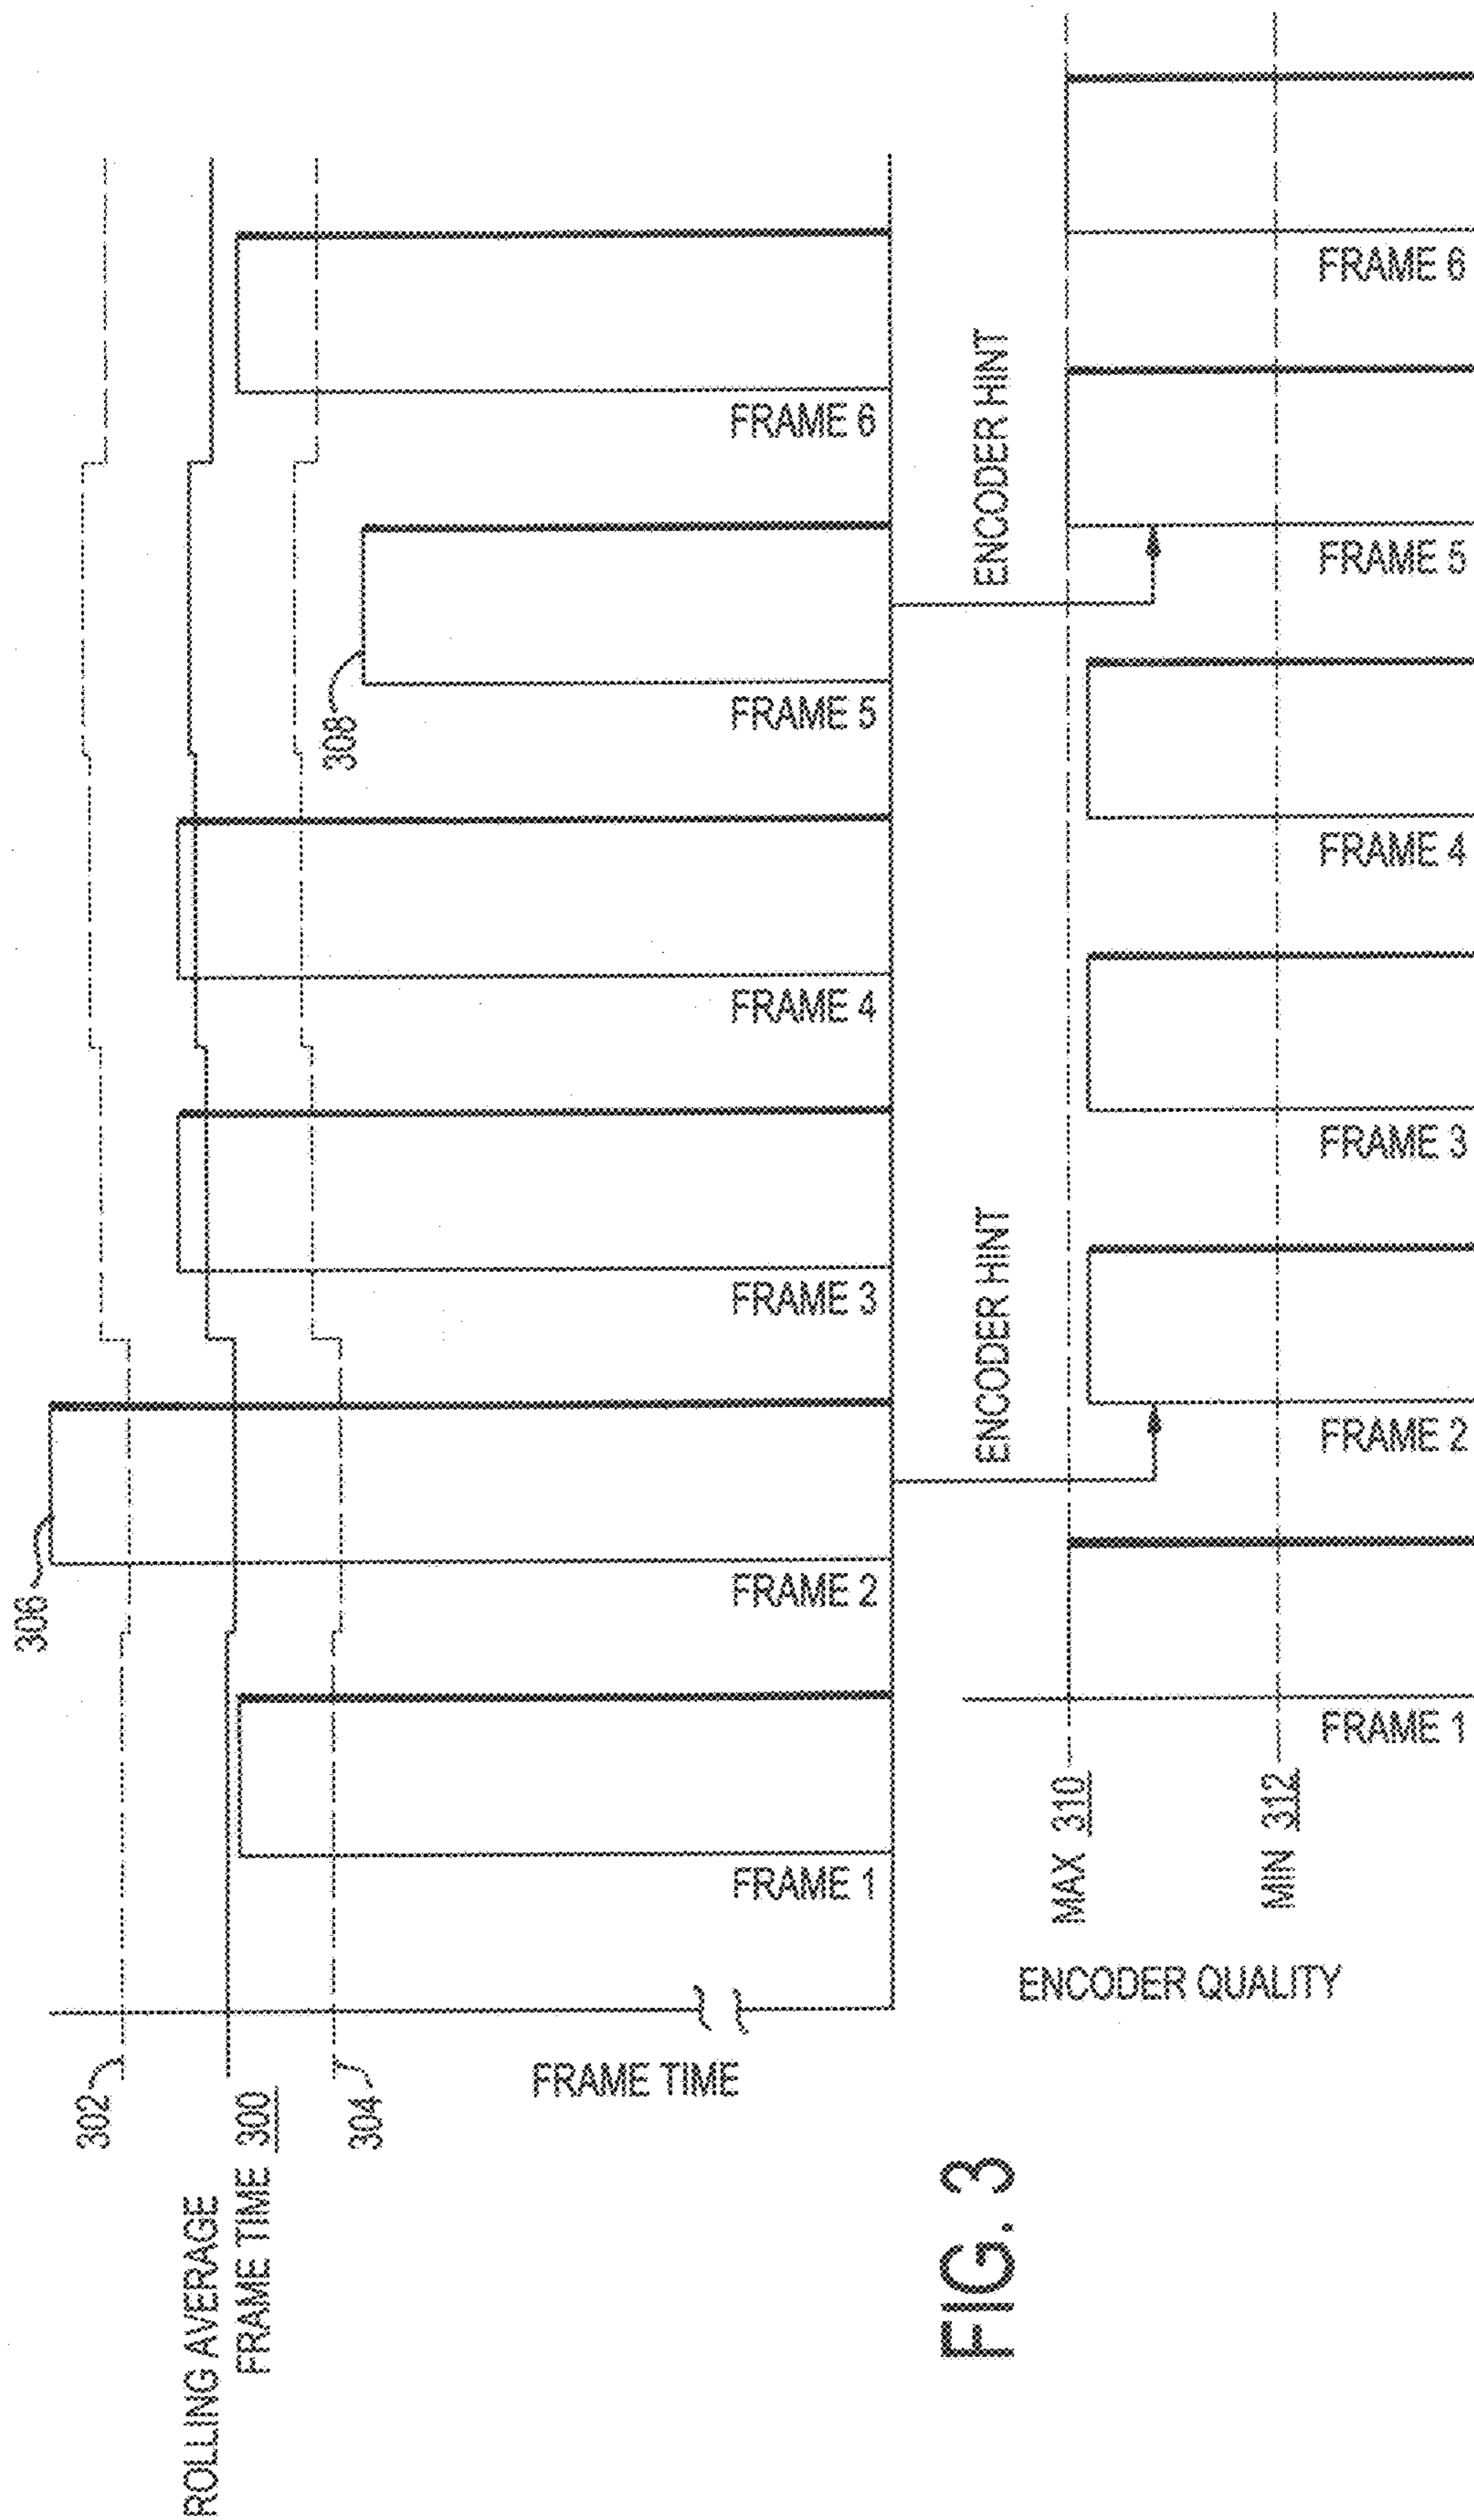 302
ROLLING AVERAGE
FRAME TIME 300
304
306
308
FRAME TIME
FRAME 1
FRAME 2
FRAME 3
FRAME 4
FRAME 5
FRAME 6
ENCODER HINT
ENCODER HINT
MAX 310
MIN 312
ENCODER QUALITY
FRAME 1
FRAME 2
FRAME 3
FRAME 4
FRAME 5
FRAME 6
FIG. 3